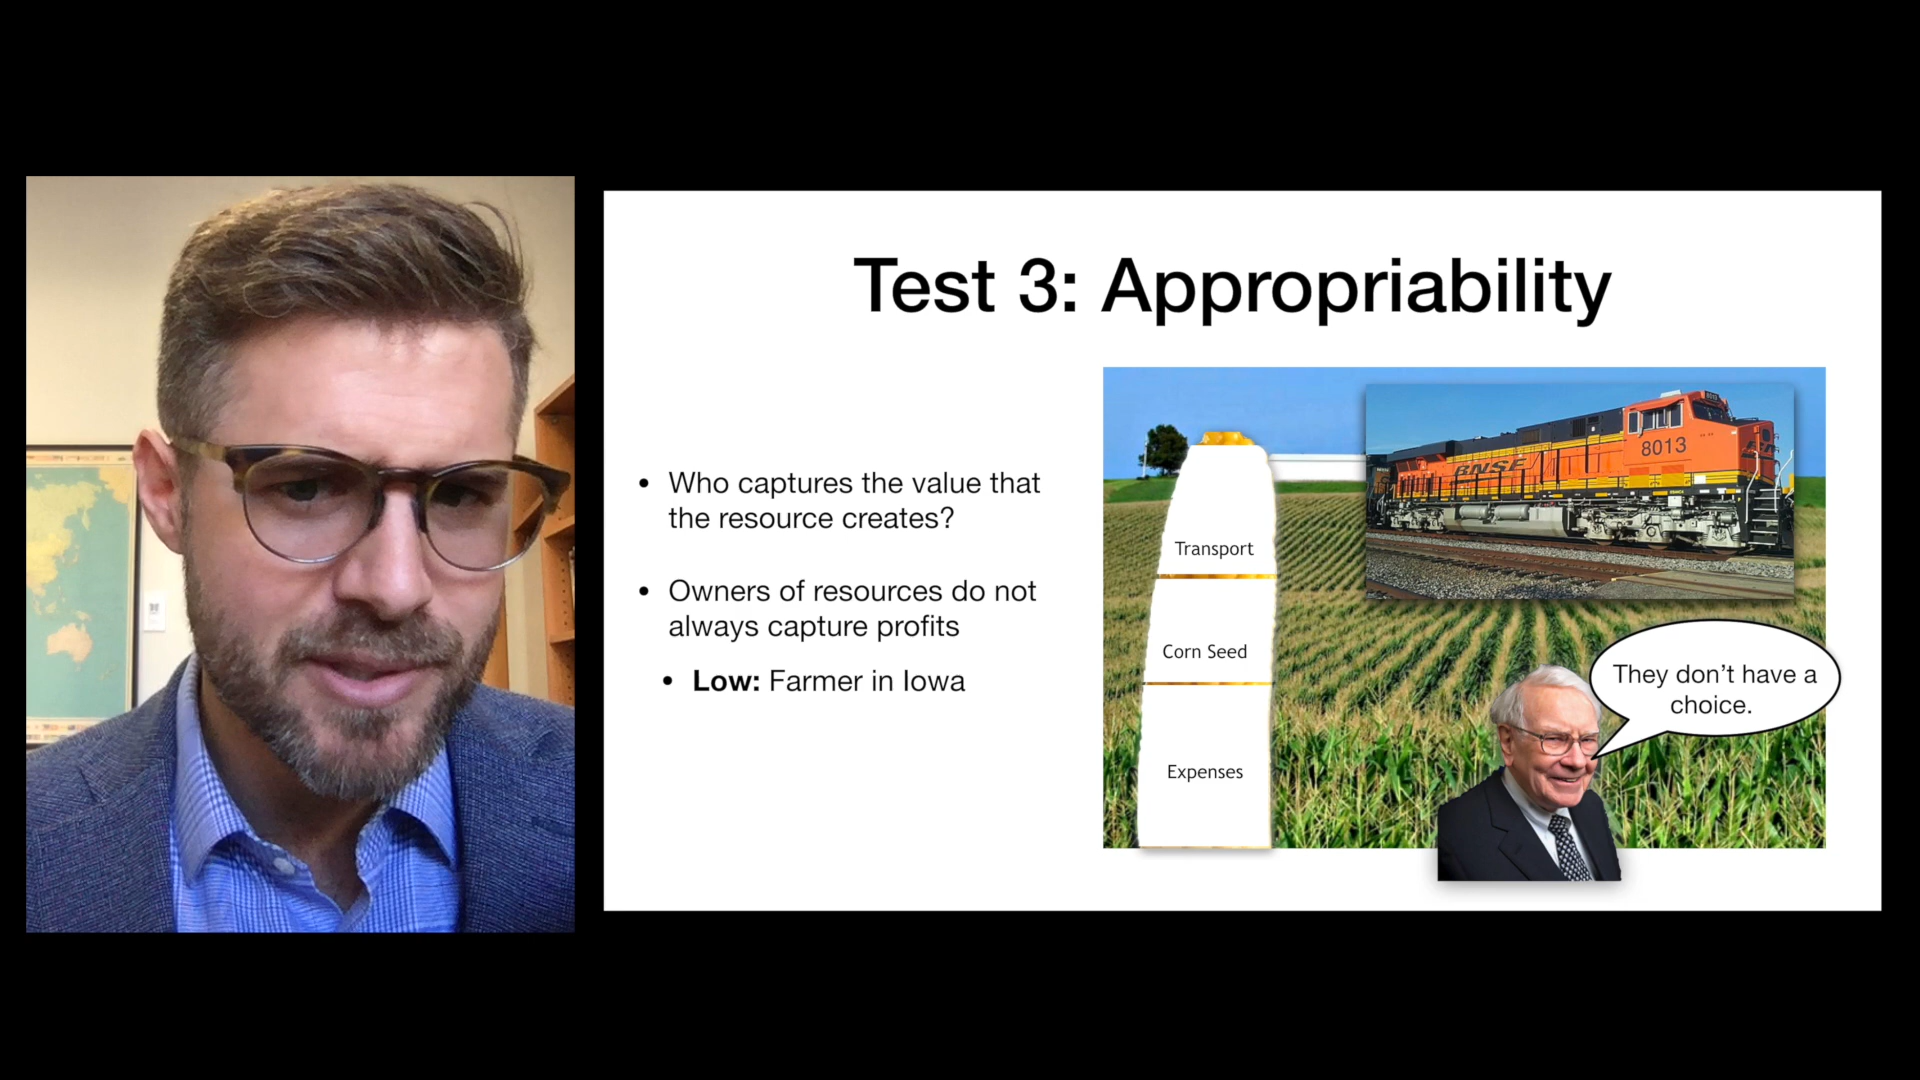 Test 3: Appropriability
• Who captures the value that
the resource creates?
• Owners of resources do not
always capture profits
• Low: Farmer in Iowa
Transport
Corn Seed
Expenses
BNSF
8013
They don’t have a
choice.